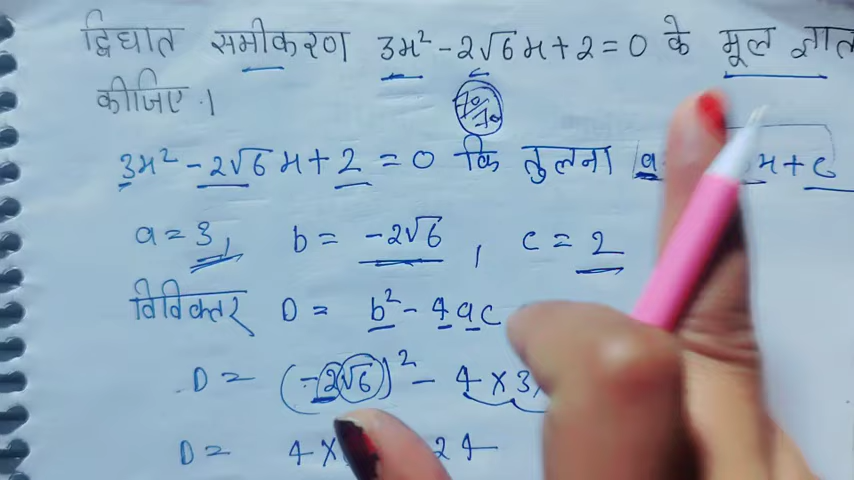 द्विघात समीकरण 3x² - 2√6x + 2 = 0 के मूल ज्ञात
कीजिए।
3x² - 2√6x + 2 = 0 कि तुलना a x + c
a = 3, b = -2√6, c = 2
विविक्तर D = b² - 4ac
D = (-2√6)² - 4 × 3
D = 4 × 24